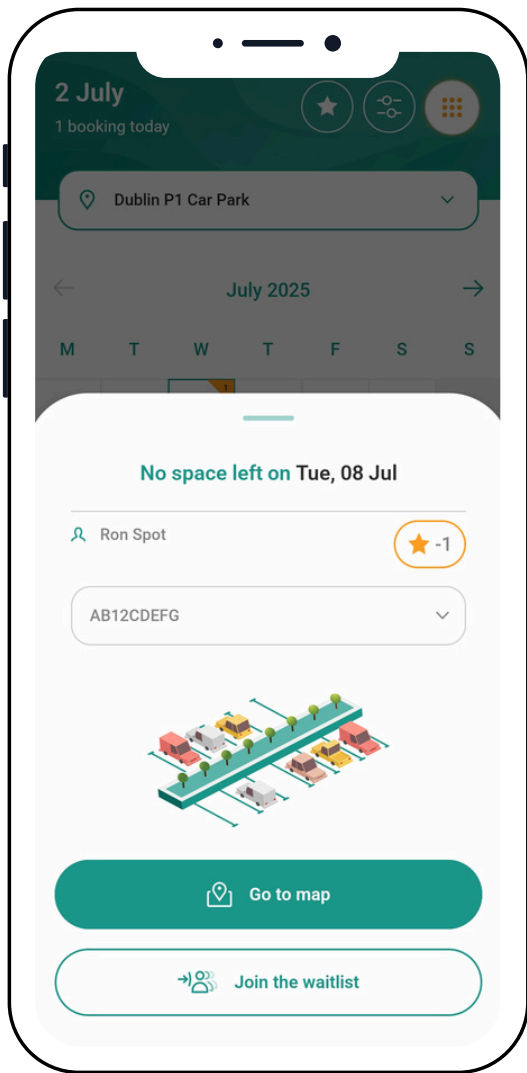 2 July
1 booking today
Dublin P1 Car Park
July 2025
M T W T F S S
1
No space left on Tue, 08 Jul
Ron Spot
-1
AB12CDEFG
Go to map
Join the waitlist